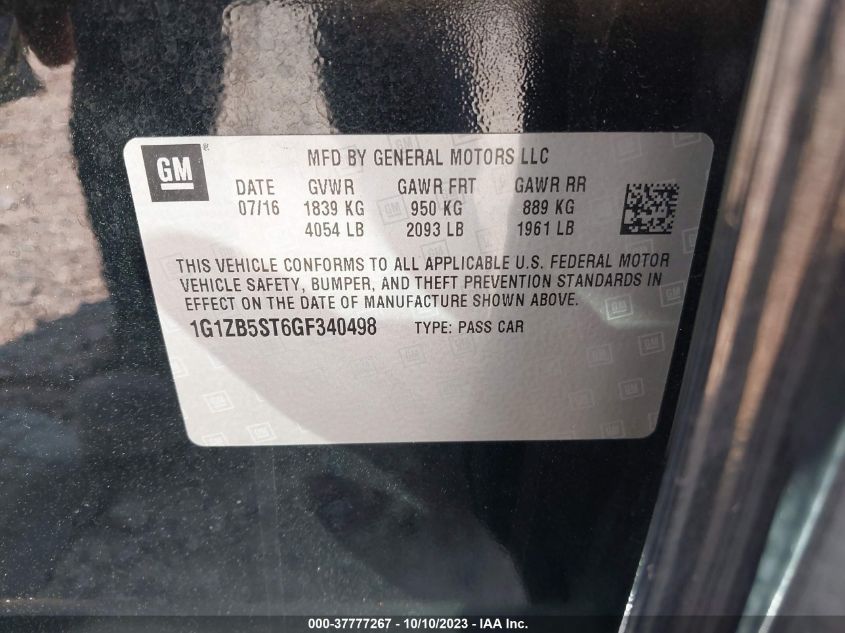 GM
MFD BY GENERAL MOTORS LLC
DATE GVWR GAWR FRT GAWR RR
07/16 1839 KG 950 KG 889 KG
4054 LB 2093 LB 1961 LB
THIS VEHICLE CONFORMS TO ALL APPLICABLE U.S. FEDERAL MOTOR
VEHICLE SAFETY, BUMPER, AND THEFT PREVENTION STANDARDS IN
EFFECT ON THE DATE OF MANUFACTURE SHOWN ABOVE.
1G1ZB5ST6GF340498 TYPE: PASS CAR
000-37777267 - 10/10/2023 - IAA Inc.